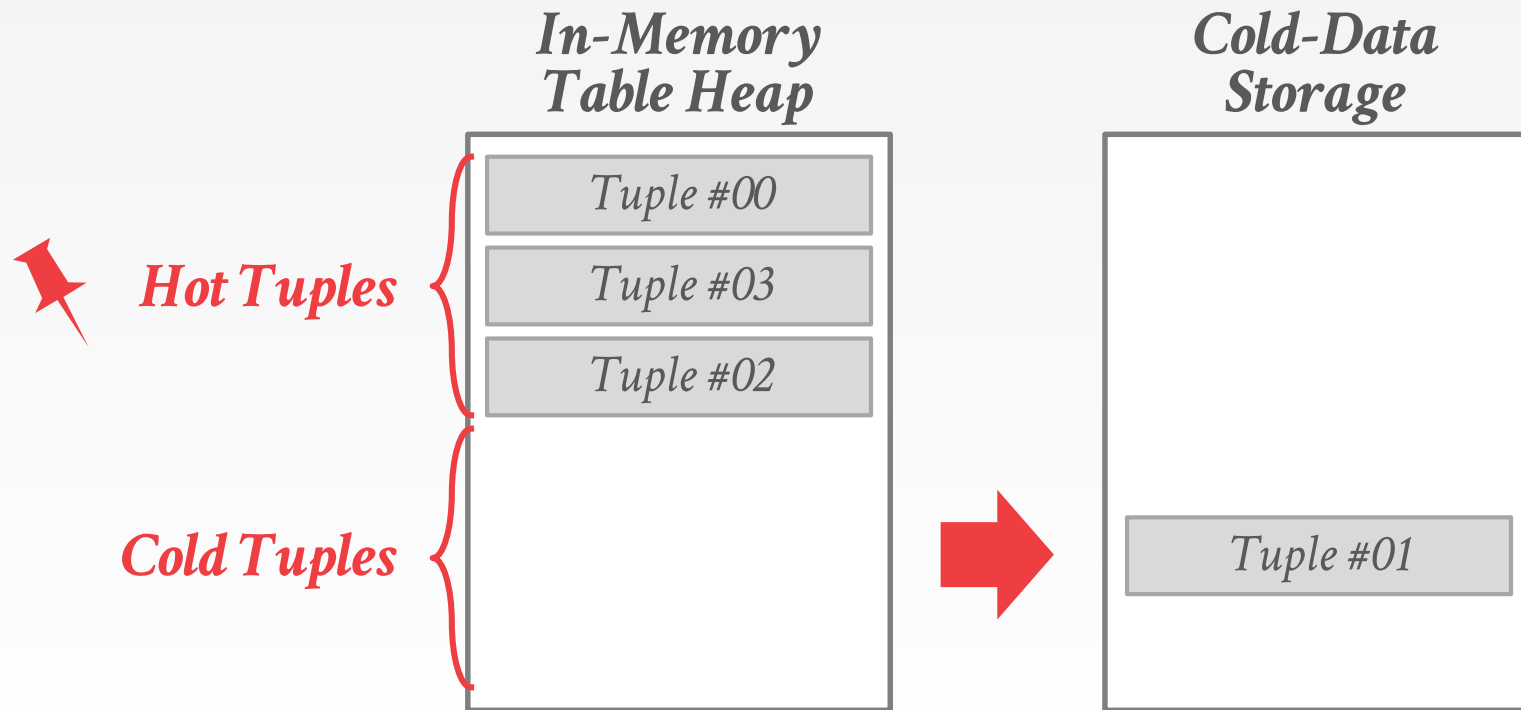 In-Memory
Table Heap
Cold-Data
Storage
Hot Tuples
Tuple #00
Tuple #03
Tuple #02
Cold Tuples
Tuple #01